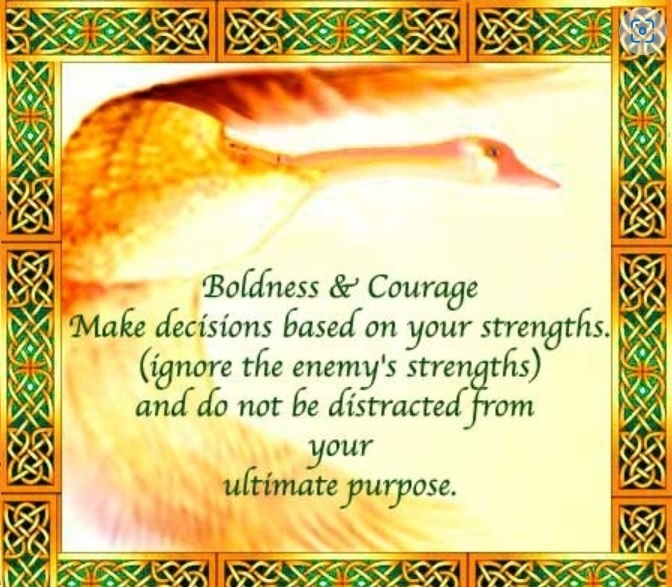 Boldness & Courage
Make decisions based on your strengths.
(ignore the enemy's strengths)
and do not be distracted from
your
ultimate purpose.